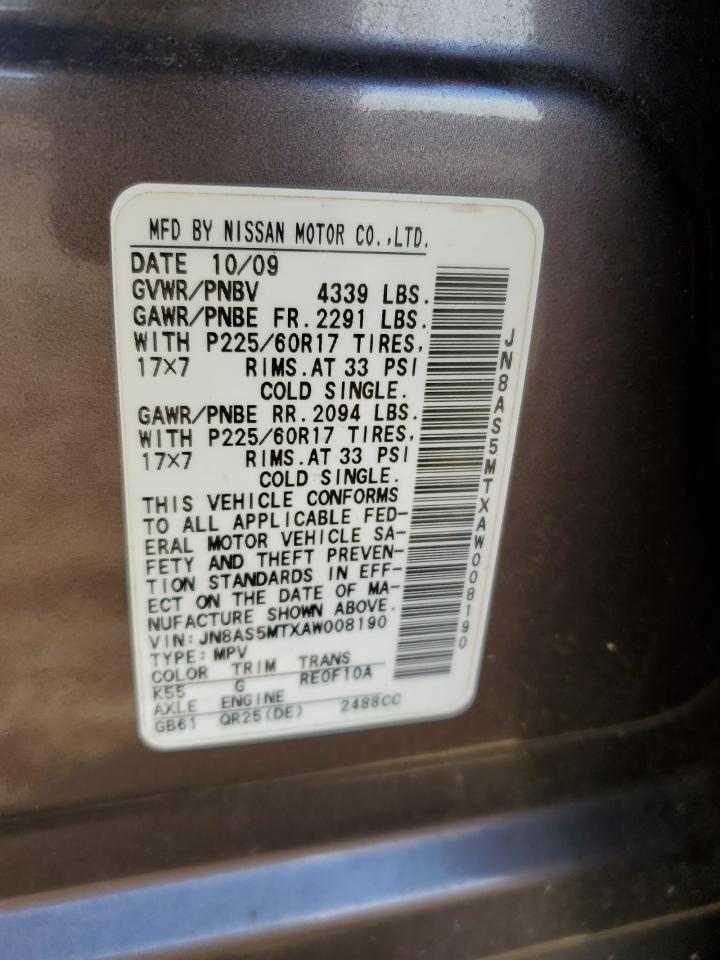 MFD BY NISSAN MOTOR CO.,LTD.
DATE 10/09
GVWR/PNBV 4339 LBS.
GAWR/PNBE FR.2291 LBS.
WITH P225/60R17 TIRES,
17×7 RIMS.AT 33 PSI
COLD SINGLE.
GAWR/PNBE RR.2094 LBS.
WITH P225/60R17 TIRES,
17×7 RIMS.AT 33 PSI
COLD SINGLE.
THIS VEHICLE CONFORMS
TO ALL APPLICABLE FED-
ERAL MOTOR VEHICLE SA-
FETY AND THEFT PREVEN-
TION STANDARDS IN EFF-
ECT ON THE DATE OF MA-
NUFACTURE SHOWN ABOVE.
VIN:JN8AS5MTXAW008190
TYPE:MPV
COLOR TRIM TRANS
K55 G RE0F10A
AXLE ENGINE
GB61 QR25(DE) 2488CC
JN8AS5MTXAW008190